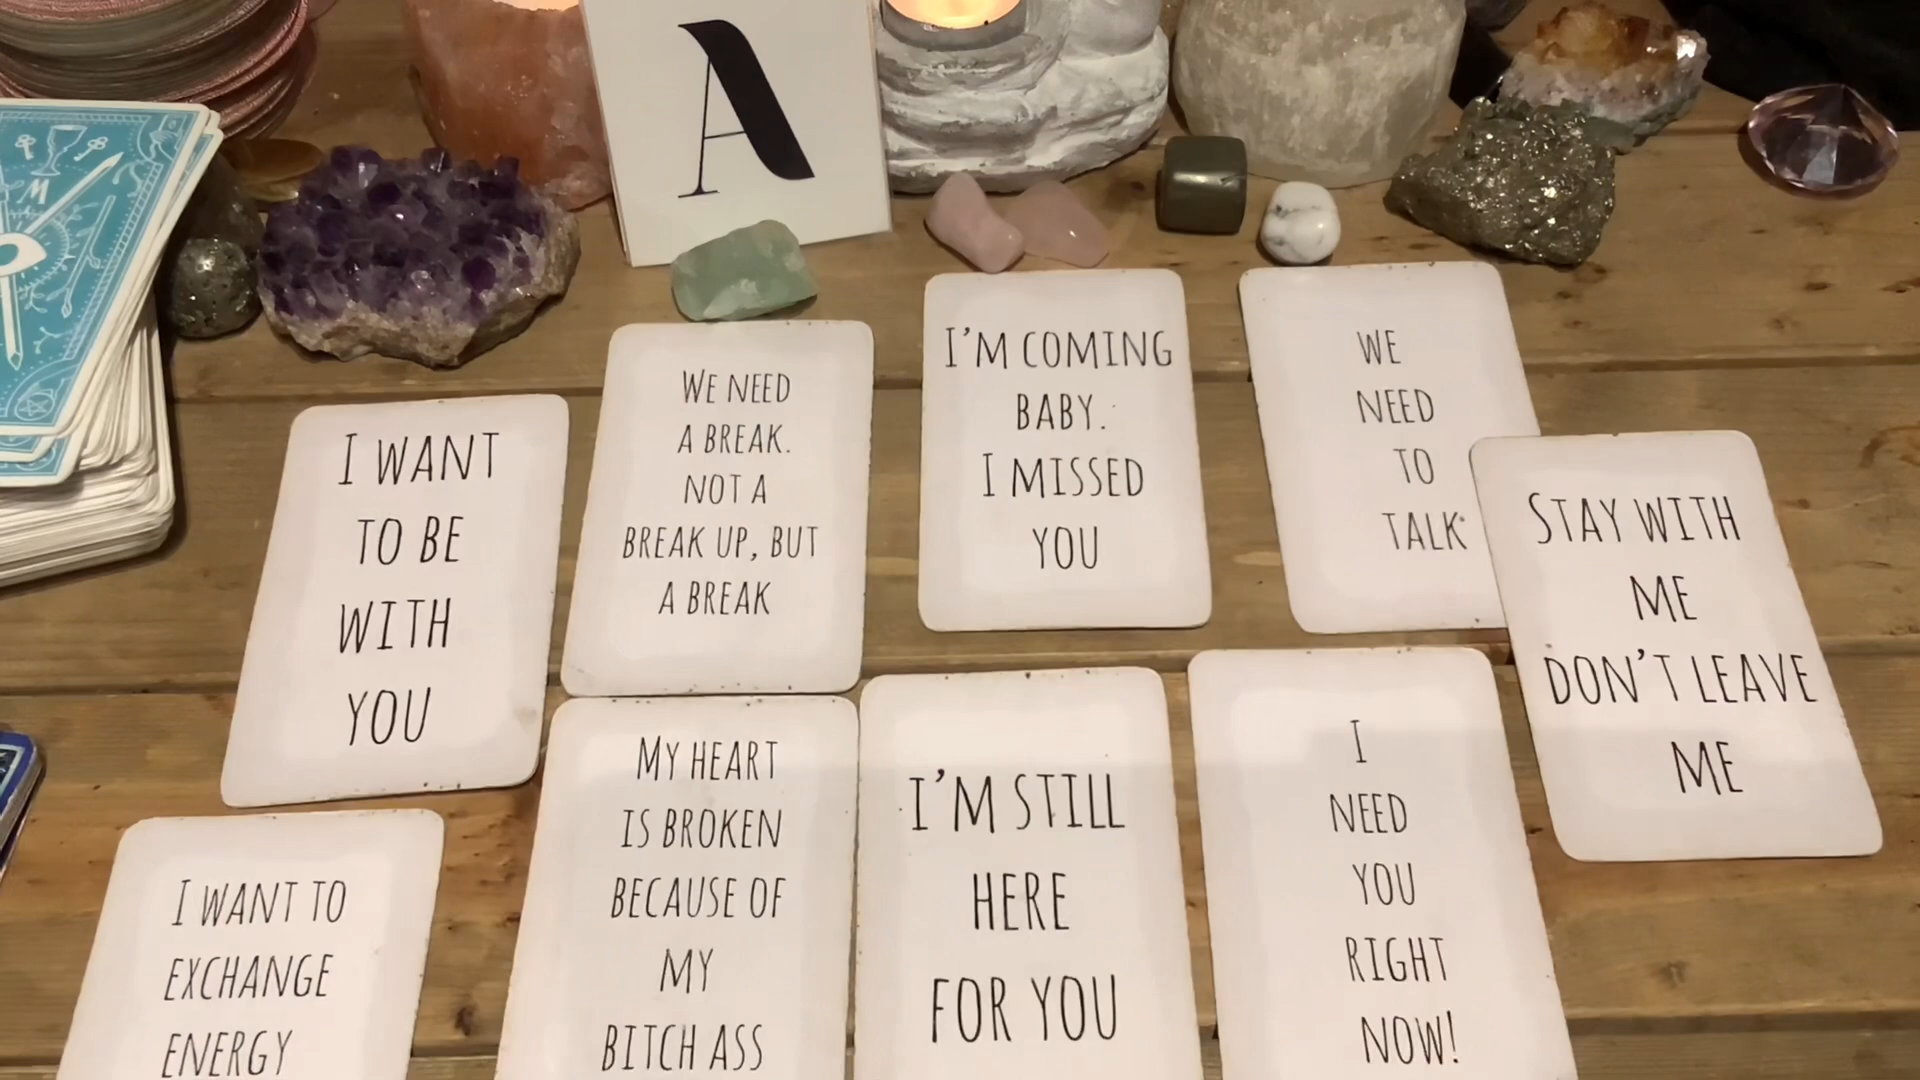 A
W
I WANT
TO BE
WITH
YOU
WE NEED
A BREAK.
NOT A
BREAK UP, BUT
A BREAK
I'M COMING
BABY.
I MISSED
YOU
WE
NEED
TO
TALK
STAY WITH
ME
DON'T LEAVE
ME
I WANT TO
EXCHANGE
ENERGY
MY HEART
IS BROKEN
BECAUSE OF
MY
BITCH ASS
I'M STILL
HERE
FOR YOU
I
NEED
YOU
RIGHT
NOW!